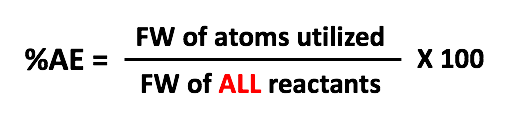 FW of atoms utilized
%AE = X 100
FW of ALL reactants